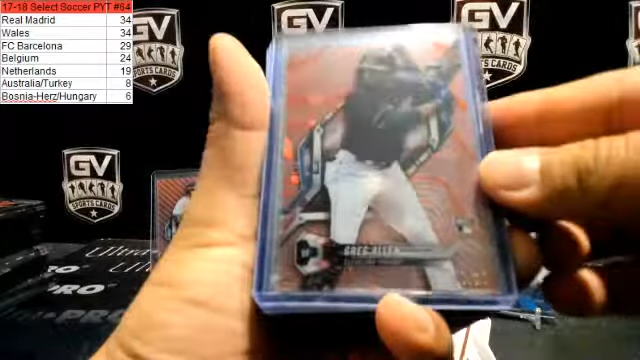 17-18 Select Soccer PYT #64
Real Madrid 34
Wales 34
FC Barcelona 29
Belgium 24
Netherlands 19
Australia/Turkey 8
Bosnia-Herz/Hungary 6
GV
SPORTS CARDS
GV
SPORTS CARDS
GV
SPORTS CARDS
GV
SPORTS CARDS
GREG ALLEN
Ultra
PRO
PRO